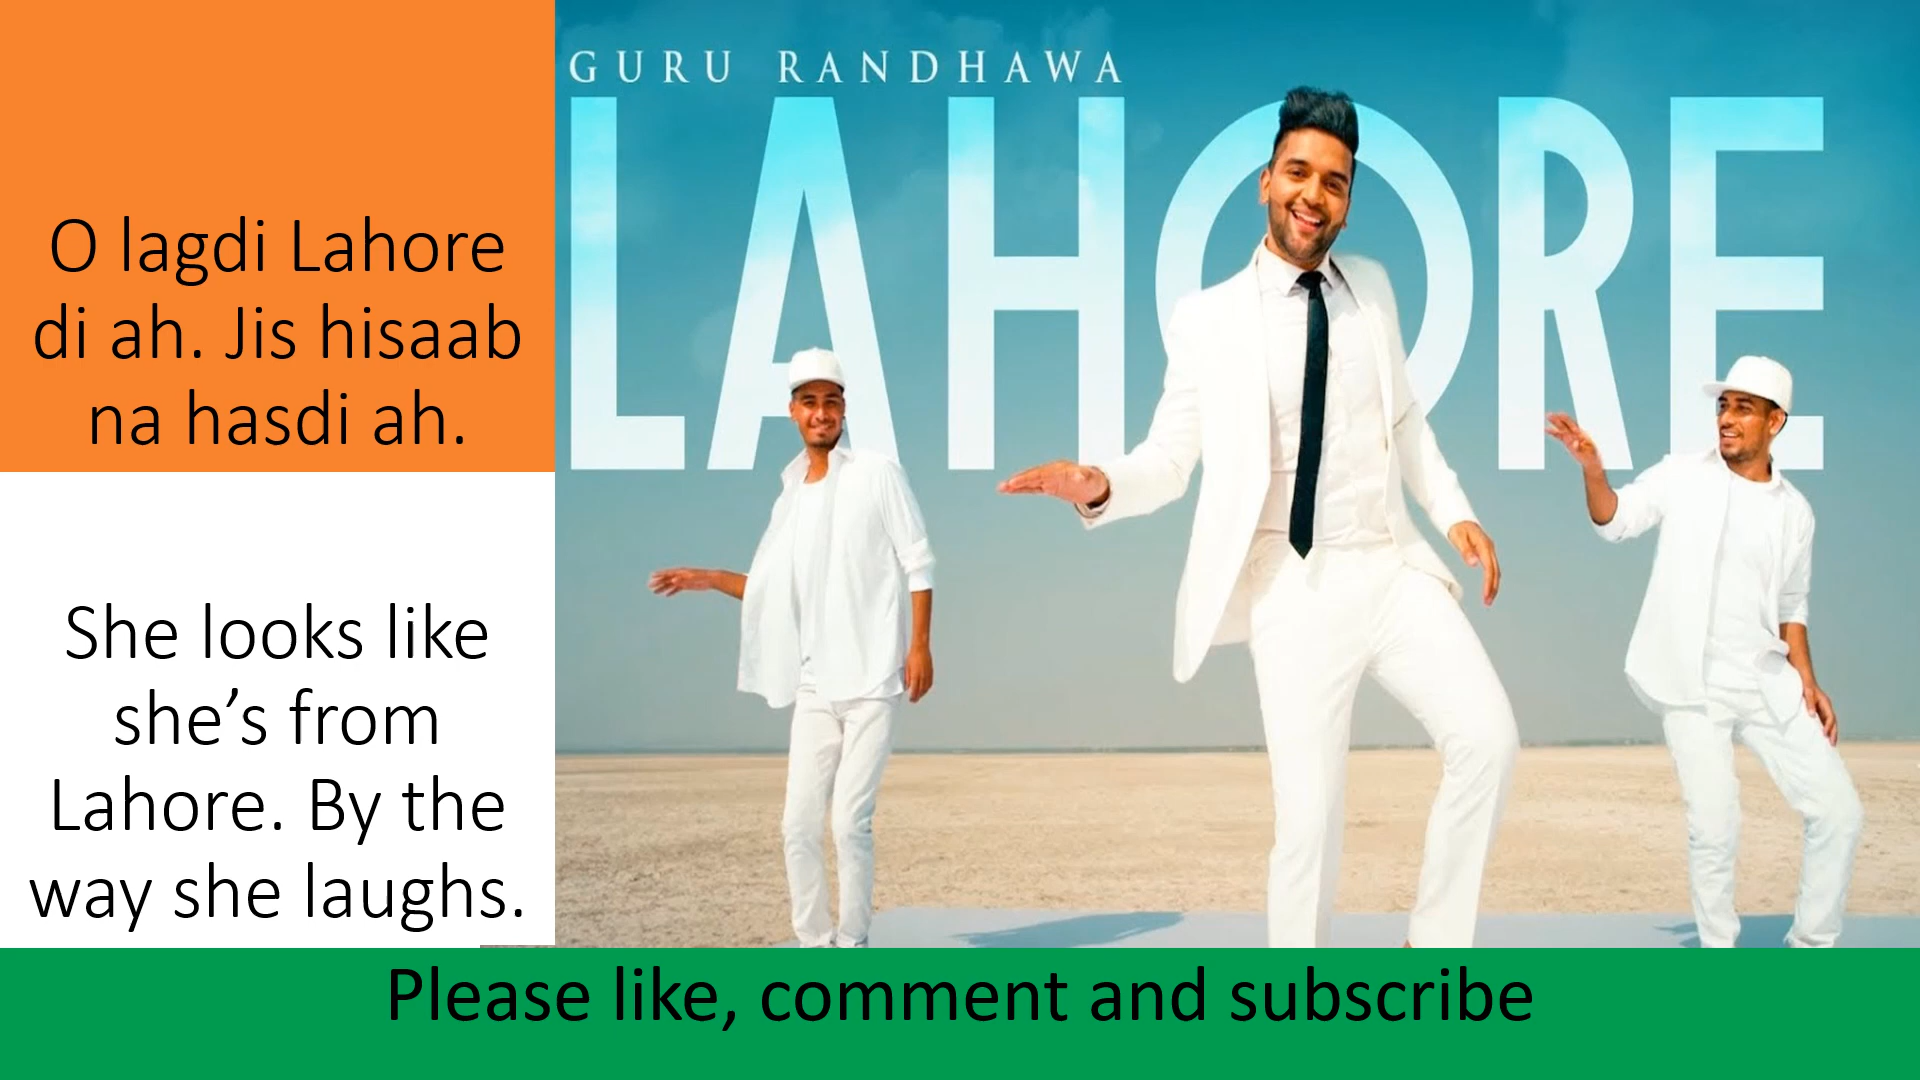 O lagdi Lahore
di ah. Jis hisaab
na hasdi ah.
She looks like
she’s from
Lahore. By the
way she laughs.
GURU RANDHAWA
LAHORE
Please like, comment and subscribe